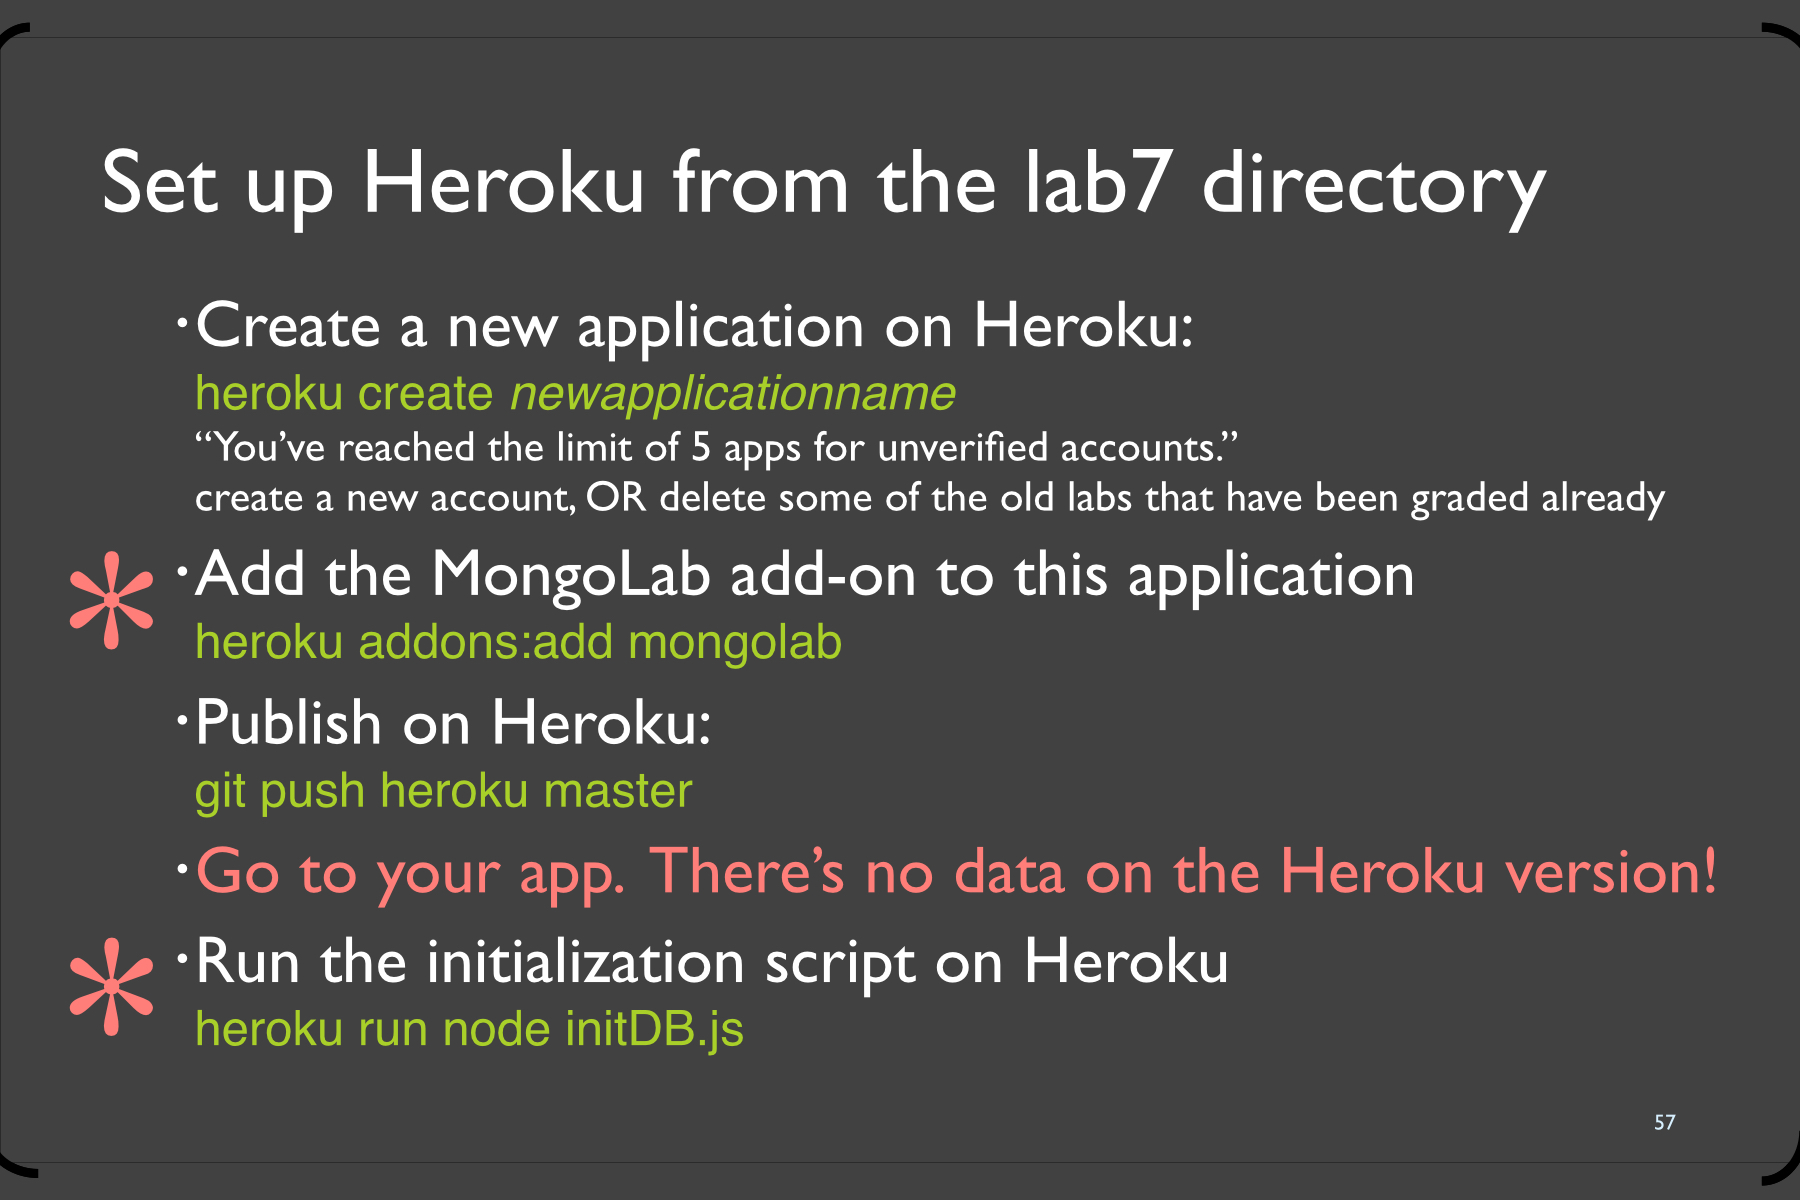 Set up Heroku from the lab7 directory
•Create a new application on Heroku:
heroku create newapplicationname
“You’ve reached the limit of 5 apps for unverified accounts.”
create a new account, OR delete some of the old labs that have been graded already
* •Add the MongoLab add-on to this application
heroku addons:add mongolab
•Publish on Heroku:
git push heroku master
•Go to your app. There’s no data on the Heroku version!
* •Run the initialization script on Heroku
heroku run node initDB.js
57